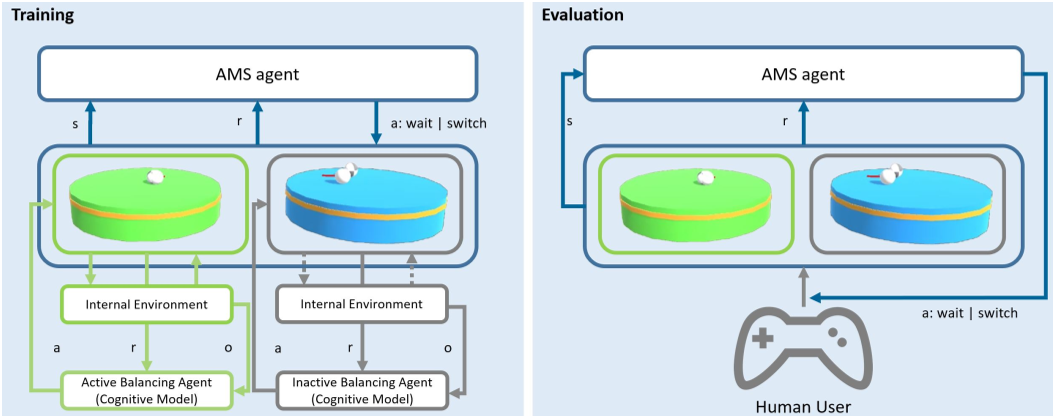 Training
AMS agent
s
r
a: wait | switch
Internal Environment
Internal Environment
a
r
o
a
r
o
Active Balancing Agent
(Cognitive Model)
Inactive Balancing Agent
(Cognitive Model)
Evaluation
AMS agent
s
r
a: wait | switch
Human User